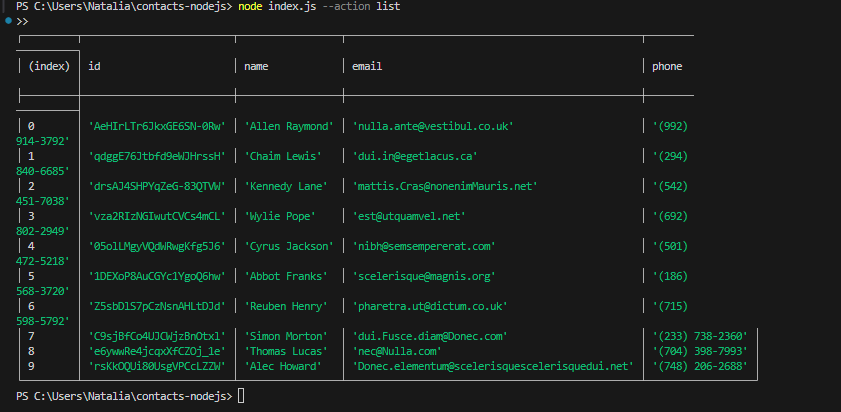 PS C:\Users\Natalia\contacts-nodejs> node index.js --action list
>>
(index) id name email phone
0 'AeHIrLTr6JkxGE6SN-0Rw' 'Allen Raymond' 'nulla.ante@vestibul.co.uk' '(992)
914-3792'
1 'qdggE76Jtbfd9eWJHrssH' 'Chaim Lewis' 'dui.in@egetlacus.ca' '(294)
840-6685'
2 'drsAJ4SHPYqZeG-83QTVW' 'Kennedy Lane' 'mattis.Cras@nonenimMauris.net' '(542)
451-7038'
3 'vza2RIzNGIwutCVCs4mCL' 'Wylie Pope' 'est@utquamvel.net' '(692)
802-2949'
4 '05olLMgyVQdWRwgKfg5J6' 'Cyrus Jackson' 'nibh@semsempererat.com' '(501)
472-5218'
5 '1DEXoP8AuCGYc1YgoQ6hw' 'Abbot Franks' 'scelerisque@magnis.org' '(186)
568-3720'
6 'Z5sbDlS7pCzNsnAHLtDJd' 'Reuben Henry' 'pharetra.ut@dictum.co.uk' '(715)
598-5792'
7 'C9sjBfCo4UJCWjzBnOtxl' 'Simon Morton' 'dui.Fusce.diam@Donec.com' '(233) 738-2360'
8 'e6ywwRe4jcqxXfCZOj_1e' 'Thomas Lucas' 'nec@Nulla.com' '(704) 398-7993'
9 'rsKkOQUi80UsgVPCcLZZW' 'Alec Howard' 'Donec.elementum@scelerisquescelerisquedui.net' '(748) 206-2688'
PS C:\Users\Natalia\contacts-nodejs>